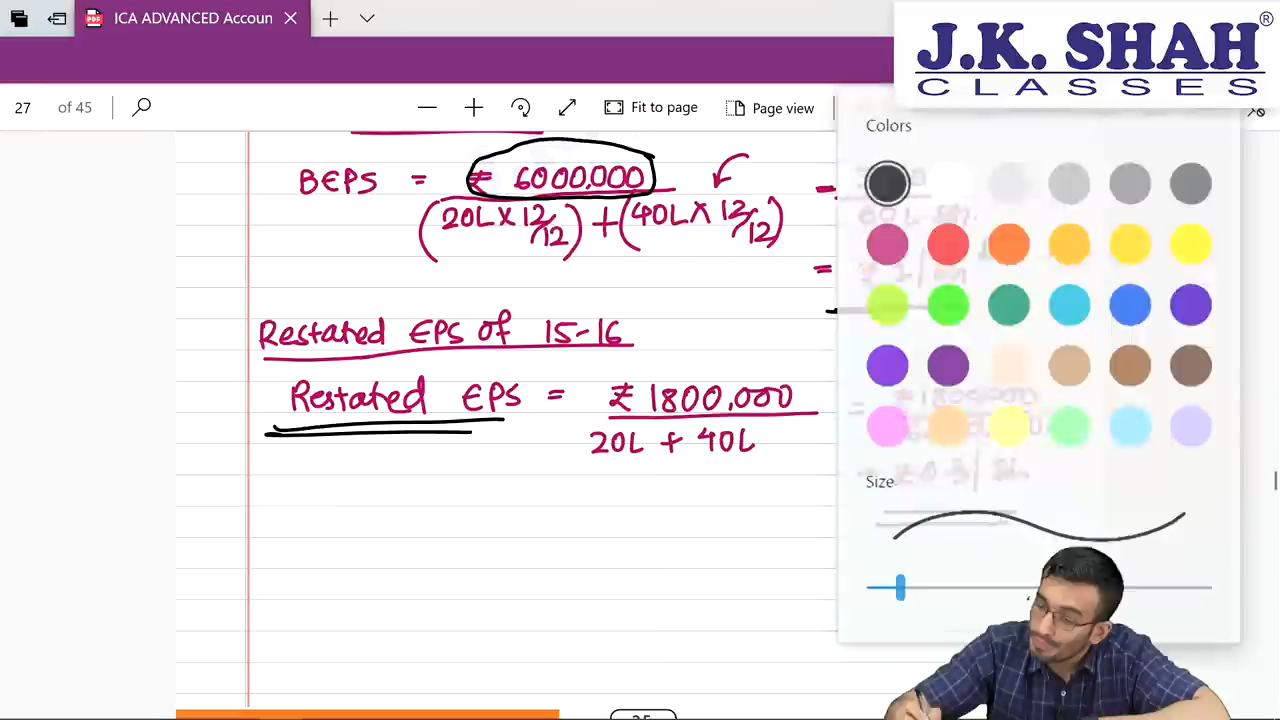 ICA ADVANCED Accoun
J.K. SHAH®
CLASSES
27 of 45
Fit to page
Page view
Colors
BEPS = ₹ 6000,000
(20L × 12/12) + (40L × 12/12)
=
=
Restated EPS of 15-16
Restated EPS = ₹ 1800,000
20L + 40L
Size